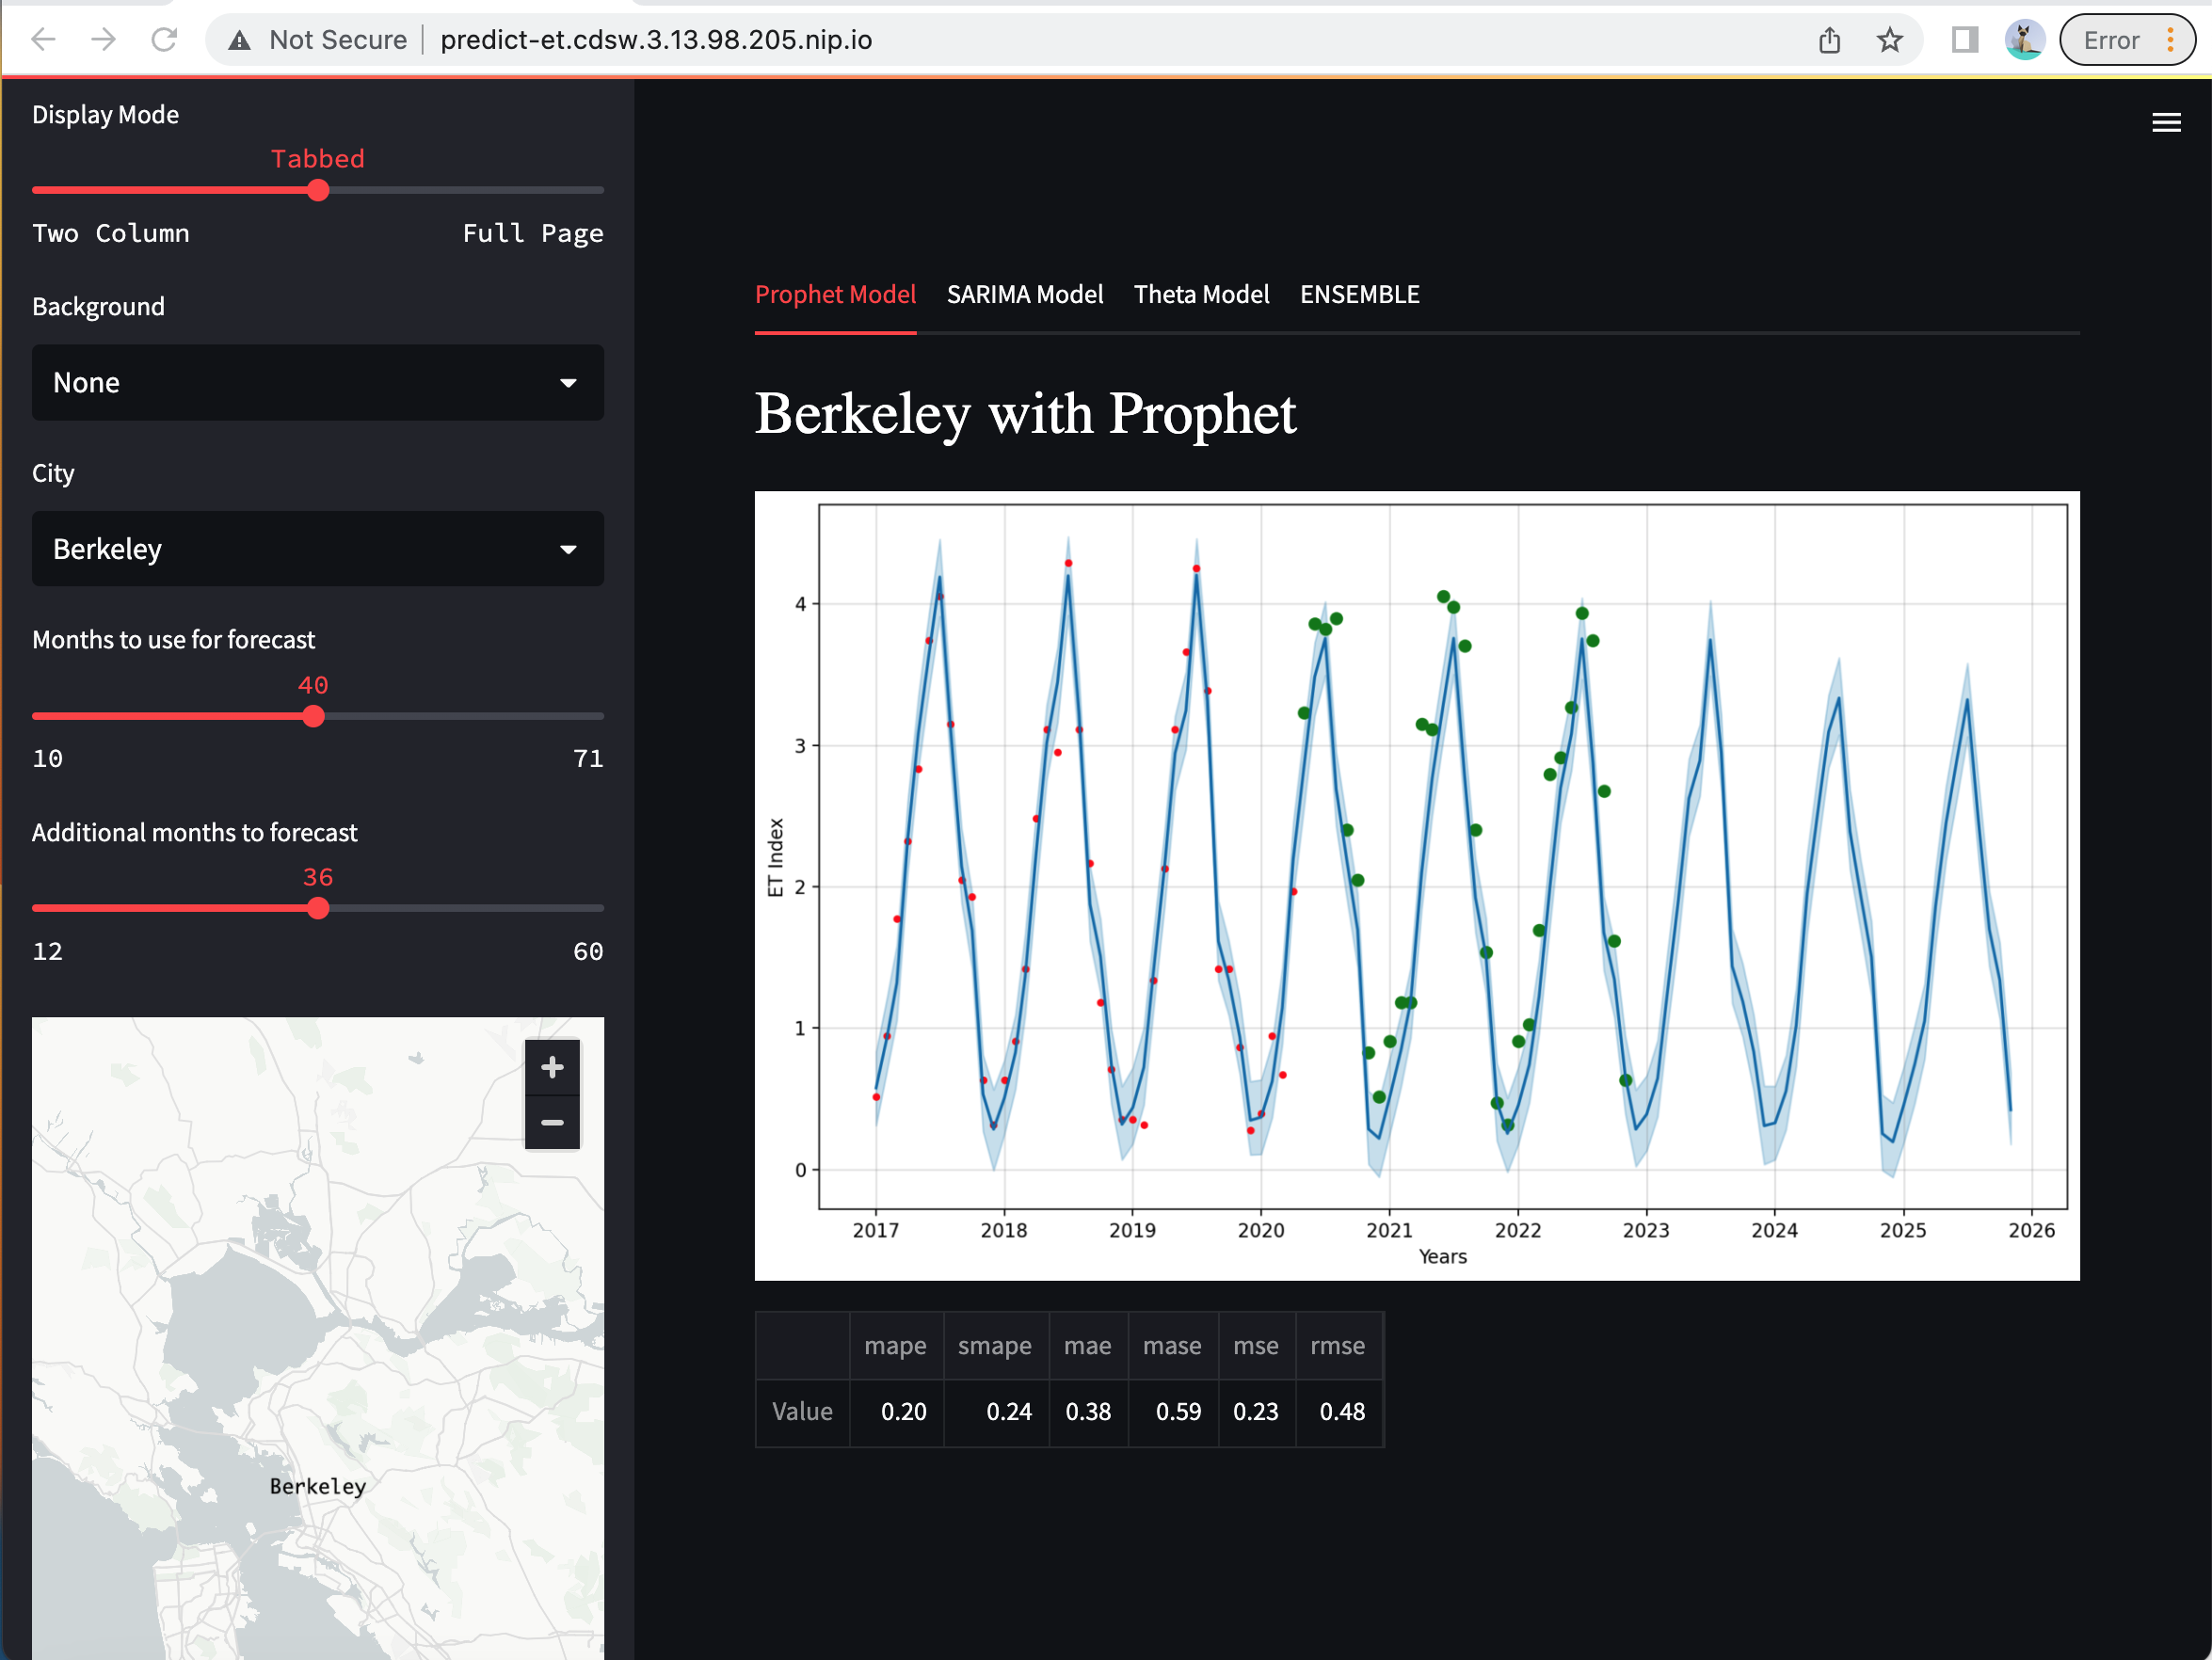 Not Secure predict-et.cdsw.3.13.98.205.nip.io Error
Display Mode
Tabbed
Two Column Full Page
Background
None
City
Berkeley
Months to use for forecast
40
10 71
Additional months to forecast
36
12 60
+
−
Berkeley
Prophet Model SARIMA Model Theta Model ENSEMBLE
Berkeley with Prophet
ET Index
4
3
2
1
0
2017 2018 2019 2020 2021 2022 2023 2024 2025 2026
Years
mape smape mae mase mse rmse
Value 0.20 0.24 0.38 0.59 0.23 0.48